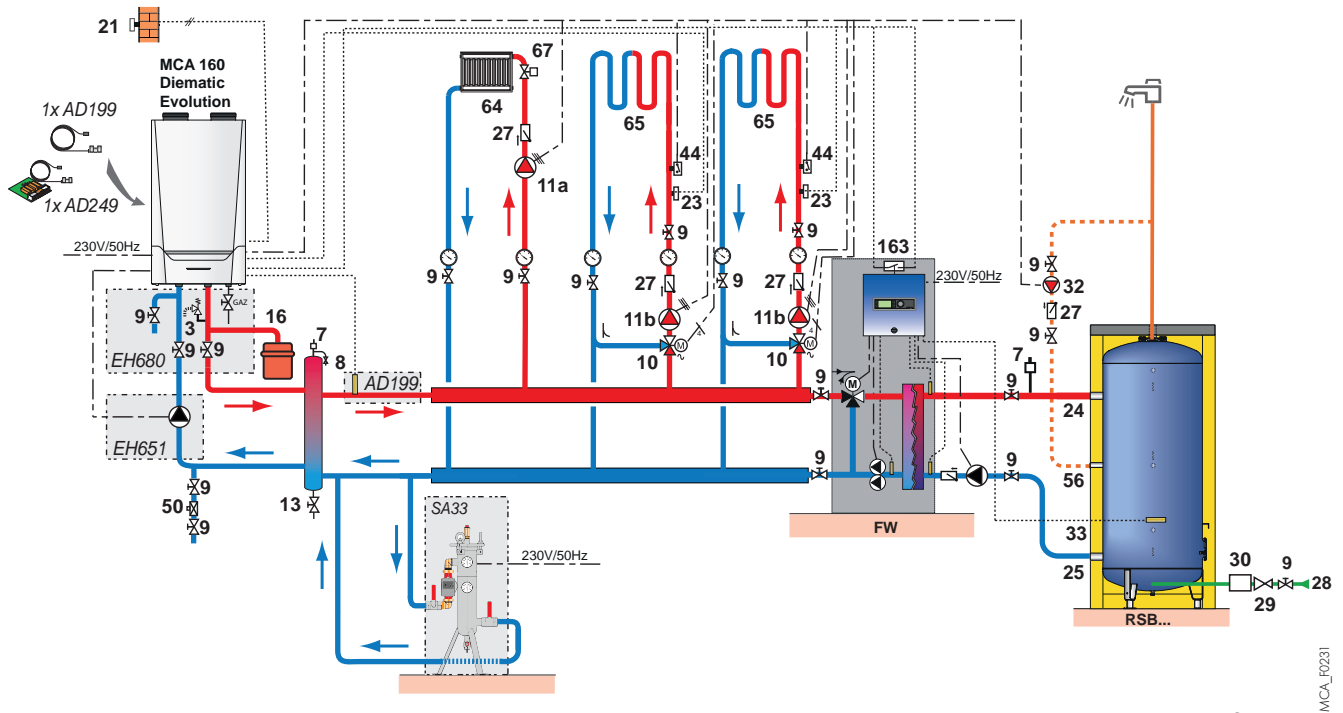 21
MCA 160
Diematic
Evolution
1x AD199
1x AD249
230V/50Hz
GAZ
9
3
9
9
EH680
16
7
8
AD199
EH651
50
9
9
13
64
67
27
11a
9
9
65
44
23
9
27
11b
10
M
9
65
44
23
9
27
11b
10
M
9
SA33
230V/50Hz
163
230V/50Hz
9
M
9
FW
9
9
7
9
32
27
9
24
56
33
25
30
29
9
28
RSB...
MCA_F0231